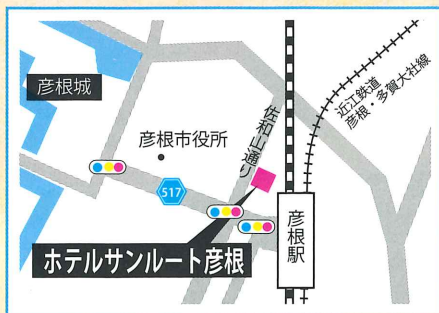 彦根城
彦根市役所
517
佐和山通り
近江鉄道
彦根・多賀大社線
彦根駅
ホテルサンルート彦根